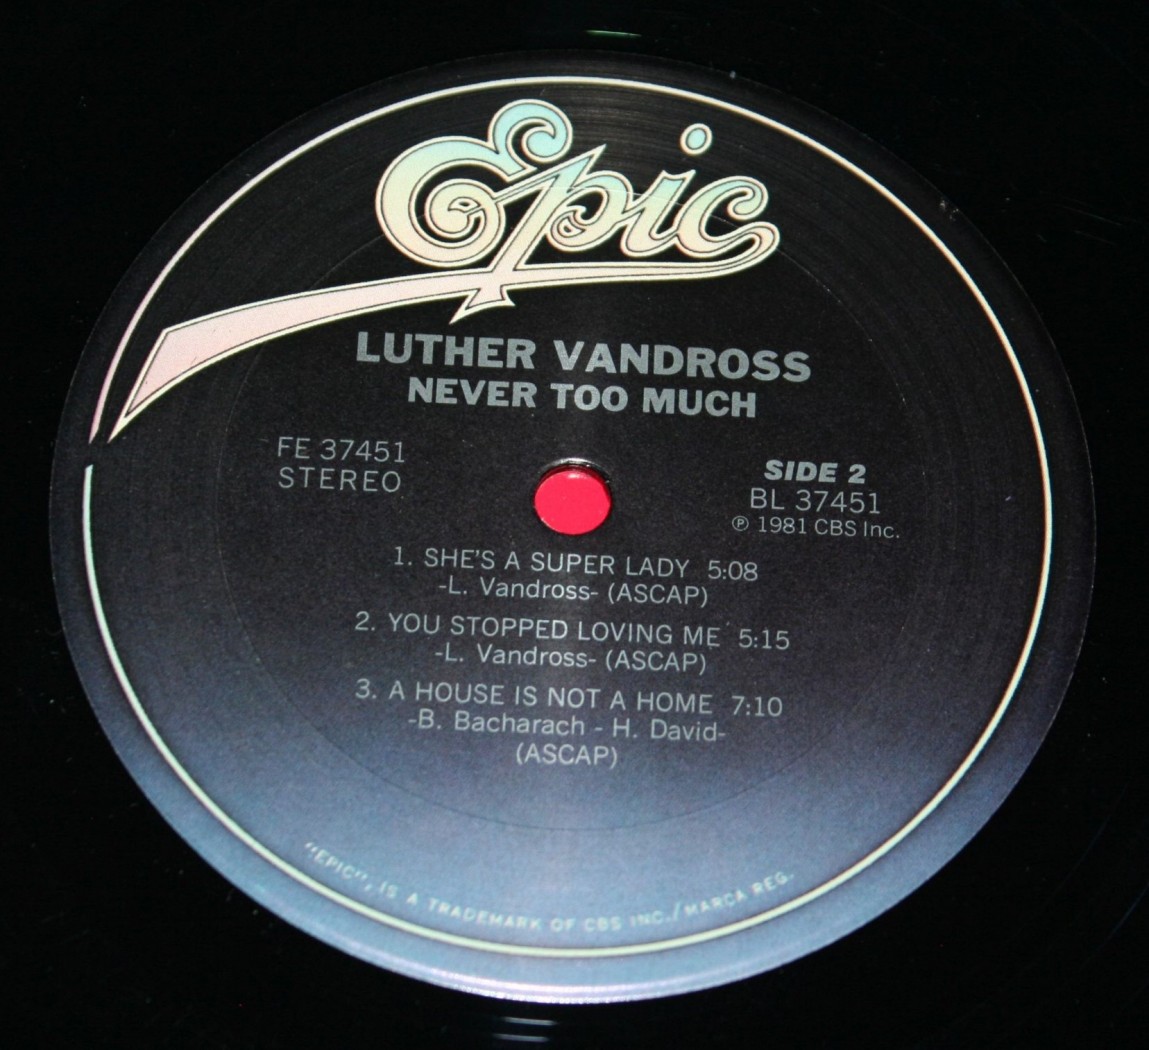 Epic
LUTHER VANDROSS
NEVER TOO MUCH
FE 37451
STEREO
SIDE 2
BL 37451
℗ 1981 CBS Inc.
1. SHE'S A SUPER LADY 5:08
-L. Vandross- (ASCAP)
2. YOU STOPPED LOVING ME 5:15
-L. Vandross- (ASCAP)
3. A HOUSE IS NOT A HOME 7:10
-B. Bacharach - H. David-
(ASCAP)
"EPIC", IS A TRADEMARK OF CBS INC./MARCA REG.